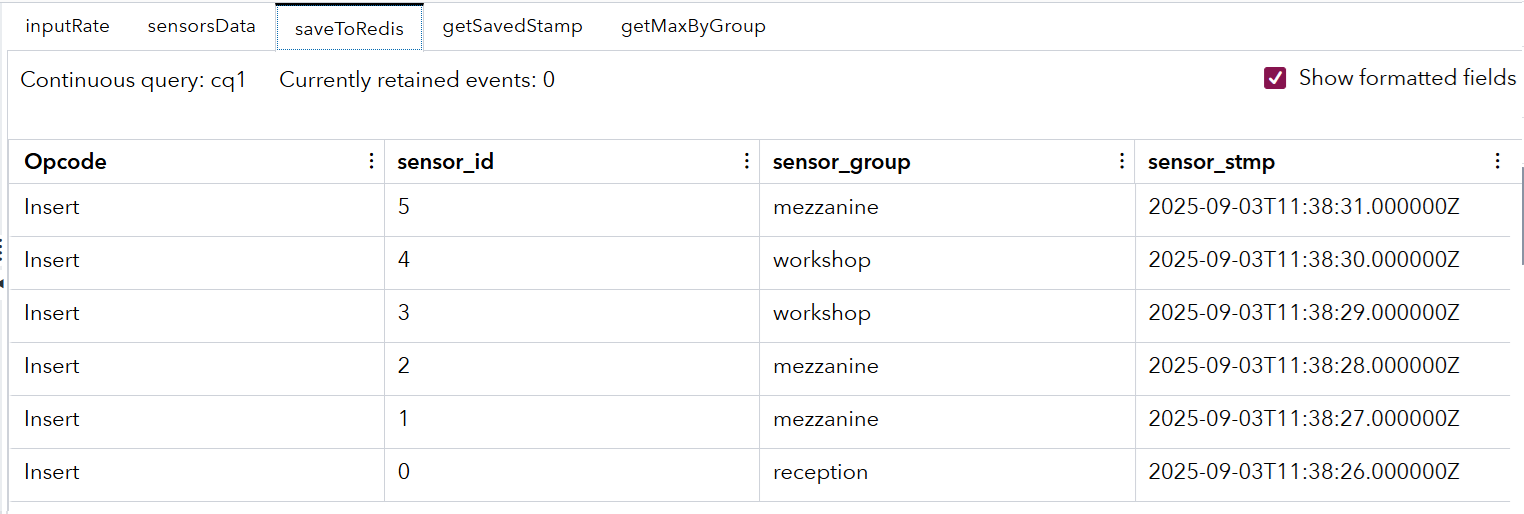 inputRate sensorsData saveToRedis getSavedStamp getMaxByGroup
Continuous query: cq1 Currently retained events: 0 Show formatted fields
Opcode sensor_id sensor_group sensor_stmp
Insert 5 mezzanine 2025-09-03T11:38:31.000000Z
Insert 4 workshop 2025-09-03T11:38:30.000000Z
Insert 3 workshop 2025-09-03T11:38:29.000000Z
Insert 2 mezzanine 2025-09-03T11:38:28.000000Z
Insert 1 mezzanine 2025-09-03T11:38:27.000000Z
Insert 0 reception 2025-09-03T11:38:26.000000Z